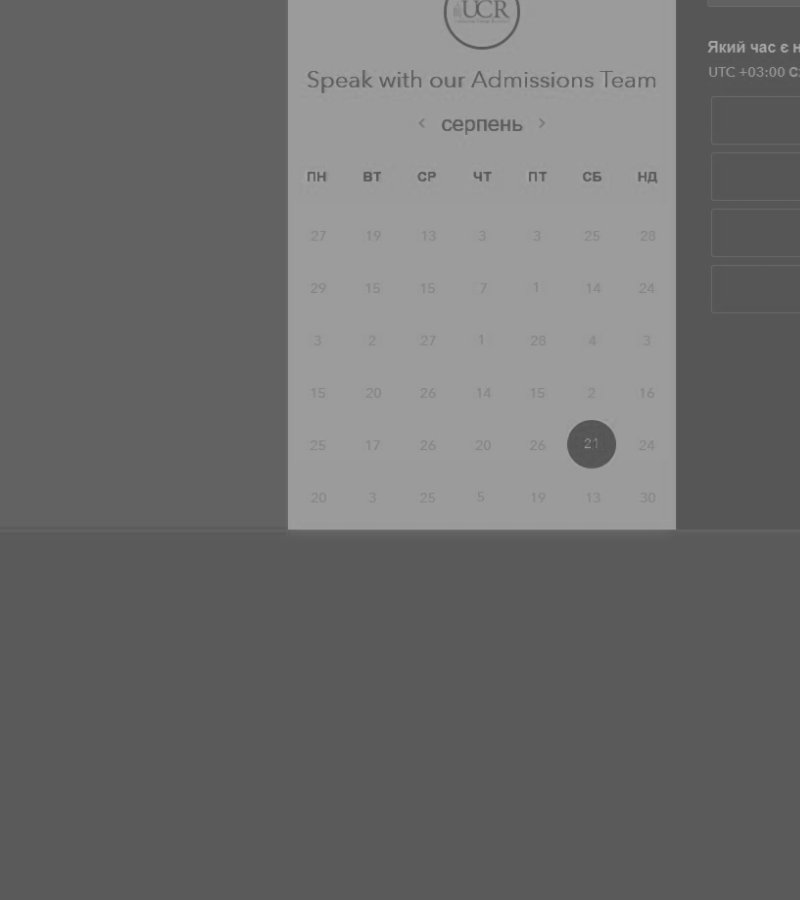 UCR
Speak with our Admissions Team
‹ серпень ›
ПН ВТ СР ЧТ ПТ СБ НД
27 19 13 3 3 25 28
29 15 15 7 1 14 24
3 2 27 1 28 4 3
15 20 26 14 15 2 16
25 17 26 20 26 21 24
20 3 25 5 19 13 30
Який час є
UTC +03:00